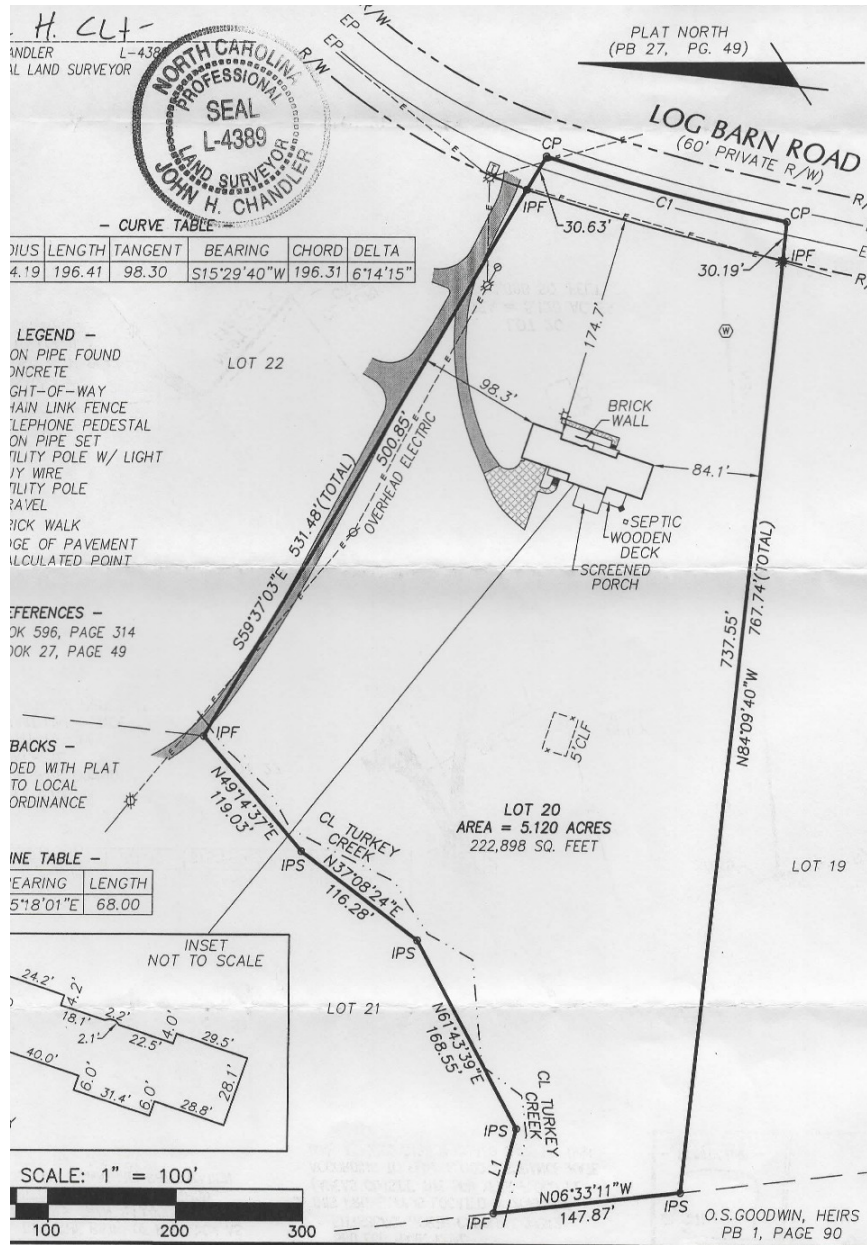 H. CLt-
ANDLER L-4389
AL LAND SURVEYOR
NORTH CAROLINA
PROFESSIONAL
SEAL
L-4389
LAND SURVEYOR
JOHN H. CHANDLER
R/W
EP
R/W
EP
PLAT NORTH
(PB 27, PG. 49)
LOG BARN ROAD
(60' PRIVATE R/W)
CP
C1
CP
IPF
30.63'
IPF
30.19'
– CURVE TABLE –
DIUS LENGTH TANGENT BEARING CHORD DELTA
4.19 196.41 98.30 S15°29'40"W 196.31 6°14'15"
LEGEND –
ON PIPE FOUND
ONCRETE
GHT-OF-WAY
HAIN LINK FENCE
ELEPHONE PEDESTAL
ON PIPE SET
TILITY POLE W/ LIGHT
UY WIRE
TILITY POLE
RAVEL
RICK WALK
DGE OF PAVEMENT
ALCULATED POINT
LOT 22
174.7'
W
98.3'
BRICK
WALL
84.1'
SEPTIC
WOODEN
DECK
SCREENED
PORCH
500.85'
OVERHEAD ELECTRIC
S59°37'03"E 531.48'(TOTAL)
737.55'
767.74'(TOTAL)
N84°09'40"W
EFERENCES –
OK 596, PAGE 314
OOK 27, PAGE 49
IPF
5'CLF
BACKS –
DED WITH PLAT
TO LOCAL
ORDINANCE
N49°14'37"E
119.03'
CL TURKEY
CREEK
LOT 20
AREA = 5.120 ACRES
222,898 SQ. FEET
LOT 19
IPS
N37°08'24"E
116.28'
INE TABLE –
EARING LENGTH
5°18'01"E 68.00
IPS
INSET
NOT TO SCALE
24.2'
4.2'
18.1'
2.2'
2.1'
22.5'
4.0'
29.5'
28.1'
40.0'
6.0'
31.4'
6.0'
28.8'
LOT 21
N61°43'39"E
168.55'
CL TURKEY
CREEK
IPS
L1
SCALE: 1" = 100'
100 200 300
IPF
N06°33'11"W
147.87'
IPS
O.S.GOODWIN, HEIRS
PB 1, PAGE 90